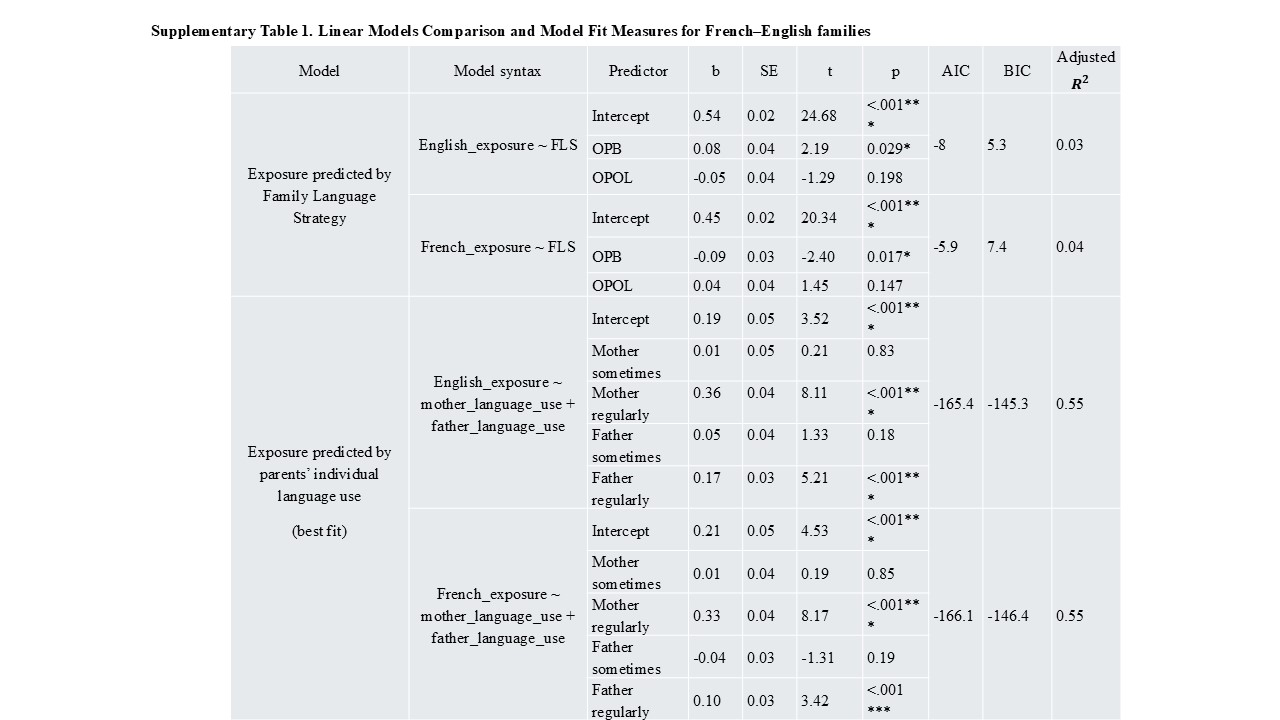 Supplementary Table 1. Linear Models Comparison and Model Fit Measures for French–English families
Model Model syntax Predictor b SE t p AIC BIC Adjusted R²
Exposure predicted by
Family Language
Strategy
English_exposure ~ FLS
Intercept 0.54 0.02 24.68 <.001**
*
OPB 0.08 0.04 2.19 0.029*
OPOL -0.05 0.04 -1.29 0.198
-8 5.3 0.03
French_exposure ~ FLS
Intercept 0.45 0.02 20.34 <.001**
*
OPB -0.09 0.03 -2.40 0.017*
OPOL 0.04 0.04 1.45 0.147
-5.9 7.4 0.04
Exposure predicted by
parents’ individual
language use
(best fit)
English_exposure ~
mother_language_use +
father_language_use
Intercept 0.19 0.05 3.52 <.001**
*
Mother 0.01 0.05 0.21 0.83
sometimes
Mother 0.36 0.04 8.11 <.001**
regularly *
Father 0.05 0.04 1.33 0.18
sometimes
Father 0.17 0.03 5.21 <.001**
regularly *
-165.4 -145.3 0.55
French_exposure ~
mother_language_use +
father_language_use
Intercept 0.21 0.05 4.53 <.001**
*
Mother
sometimes 0.01 0.04 0.19 0.85
Mother
regularly 0.33 0.04 8.17 <.001**
*
Father
sometimes -0.04 0.03 -1.31 0.19
Father
regularly 0.10 0.03 3.42 <.001
***
-166.1 -146.4 0.55